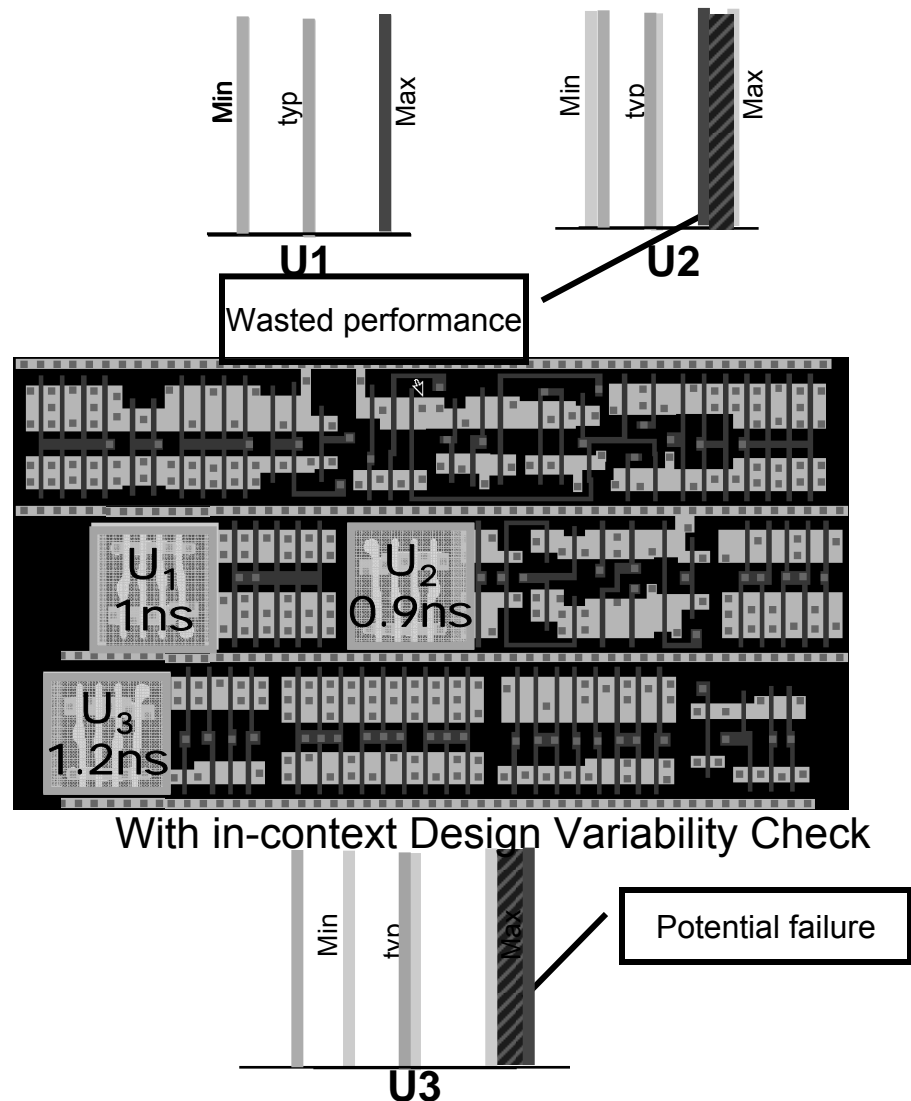 Min
typ
Max
Min
typ
Max
U1
U2
Wasted performance
U1
1ns
U2
0.9ns
U3
1.2ns
With in-context Design Variability Check
Min
typ
Max
Potential failure
U3